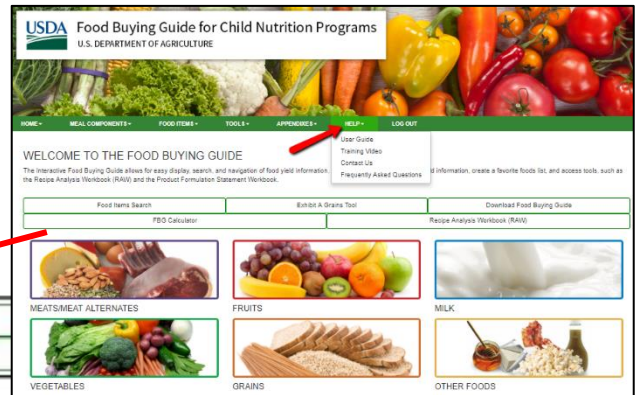 USDA Food Buying Guide for Child Nutrition Programs
U.S. DEPARTMENT OF AGRICULTURE
HOME MEAL COMPONENTS FOOD ITEMS TOOLS APPENDIXES HELP LOG OUT
User Guide
Training Video
Contact Us
Frequently Asked Questions
WELCOME TO THE FOOD BUYING GUIDE
The Interactive Food Buying Guide allows for easy display, search, and navigation of food yield information. d information, create a favorite foods list, and access tools, such as
the Recipe Analysis Workbook (RAW) and the Product Formulation Statement Workbook.
Food Items Search Exhibit A Grains Tool Download Food Buying Guide
FBG Calculator Recipe Analysis Workbook (RAW)
MEATS/MEAT ALTERNATES FRUITS MILK
VEGETABLES GRAINS OTHER FOODS